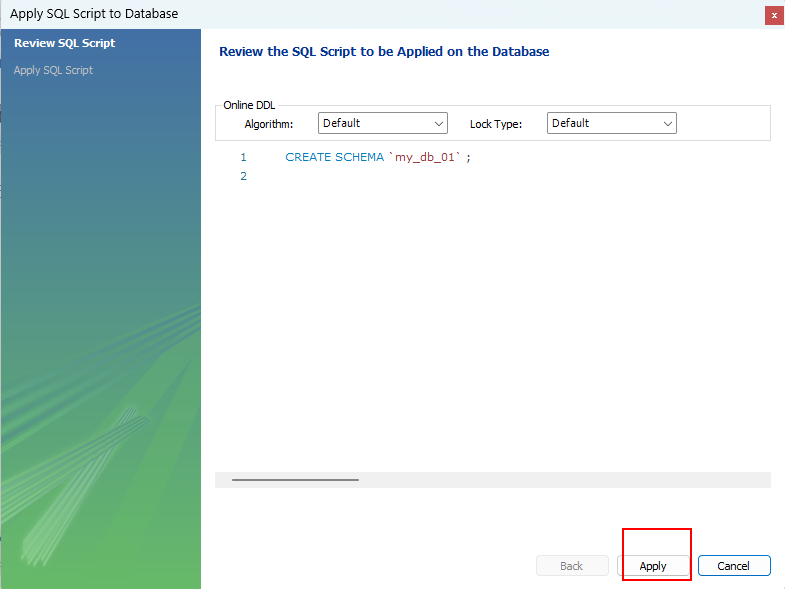 Apply SQL Script to Database
x
Review SQL Script
Apply SQL Script
Review the SQL Script to be Applied on the Database
Online DDL
Algorithm: Default Lock Type: Default
1 CREATE SCHEMA `my_db_01` ;
2
Back Apply Cancel